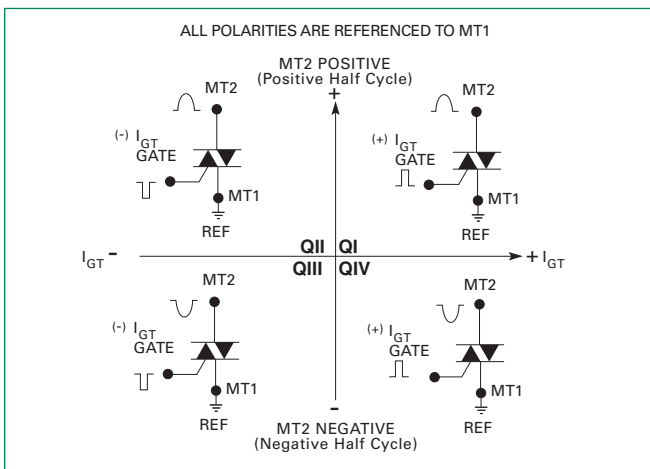 ALL POLARITIES ARE REFERENCED TO MT1
MT2 POSITIVE
(Positive Half Cycle)
+
MT2
(-) IGT
GATE
MT1
REF
MT2
(+) IGT
GATE
MT1
REF
IGT -
QII QI
QIII QIV
+ IGT
MT2
(-) IGT
GATE
MT1
REF
MT2
(+) IGT
GATE
MT1
REF
-
MT2 NEGATIVE
(Negative Half Cycle)